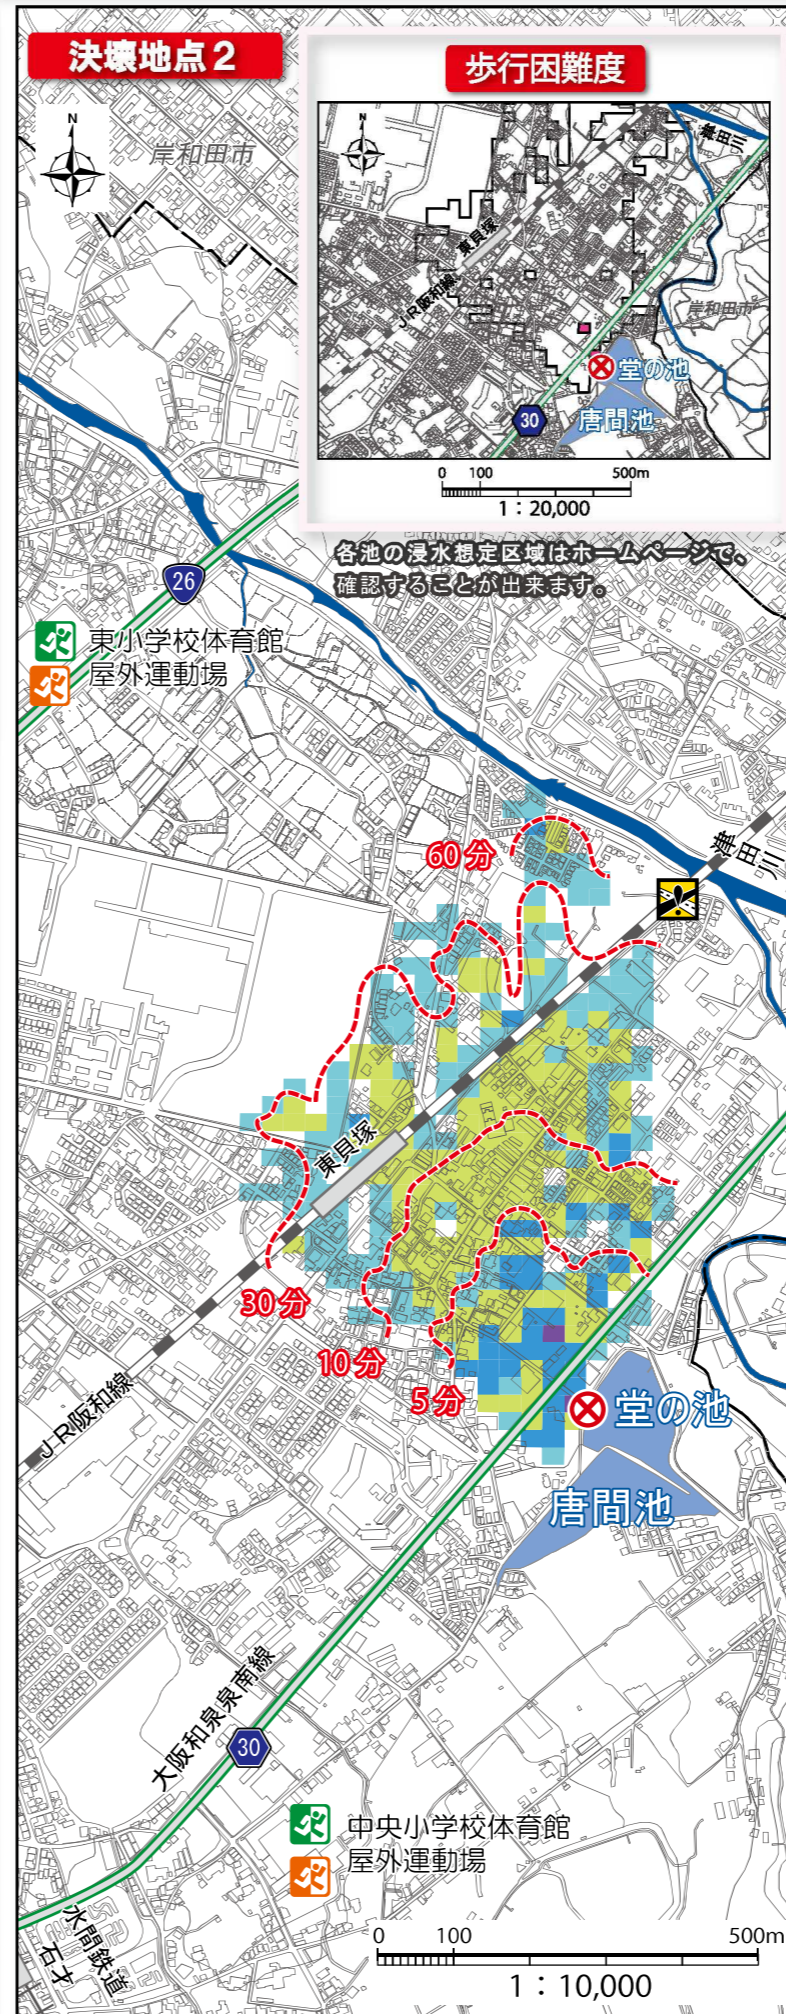 決壊地点2
歩行困難度
N
岸和田市
N
津田川
東貝塚
JR阪和線
岸和田市
堂の池
唐間池
30
0 100 500m
1：20,000
各池の浸水想定区域はホームページで、
確認することが出来ます。
26
東小学校体育館
屋外運動場
60分
津田川
東貝塚
30分
10分
5分
JR阪和線
堂の池
唐間池
大阪和泉泉南線
30
中央小学校体育館
屋外運動場
水間鉄道
石才
0 100 500m
1：10,000